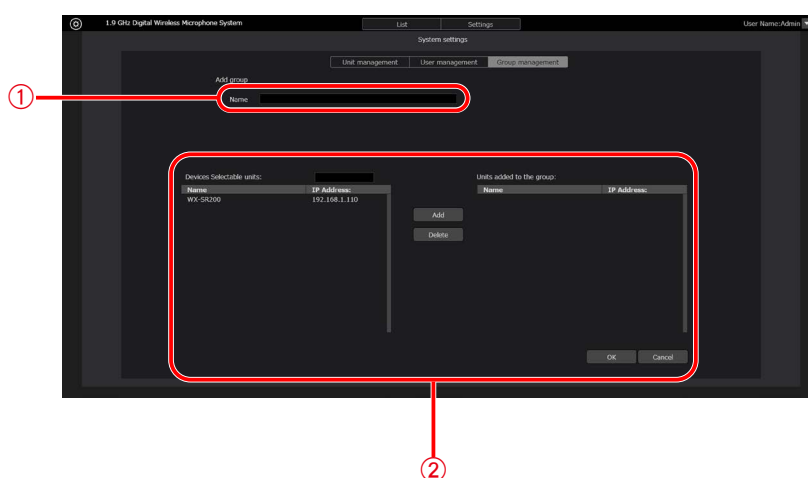 1.9 GHz Digital Wireless Microphone System List Settings User Name:Admin
System settings
Unit management User management Group management
Add group
① Name
Devices Selectable units: Units added to the group:
Name IP Address: Name IP Address:
WX-SR200 192.168.1.110
Add
Delete
OK Cancel
②